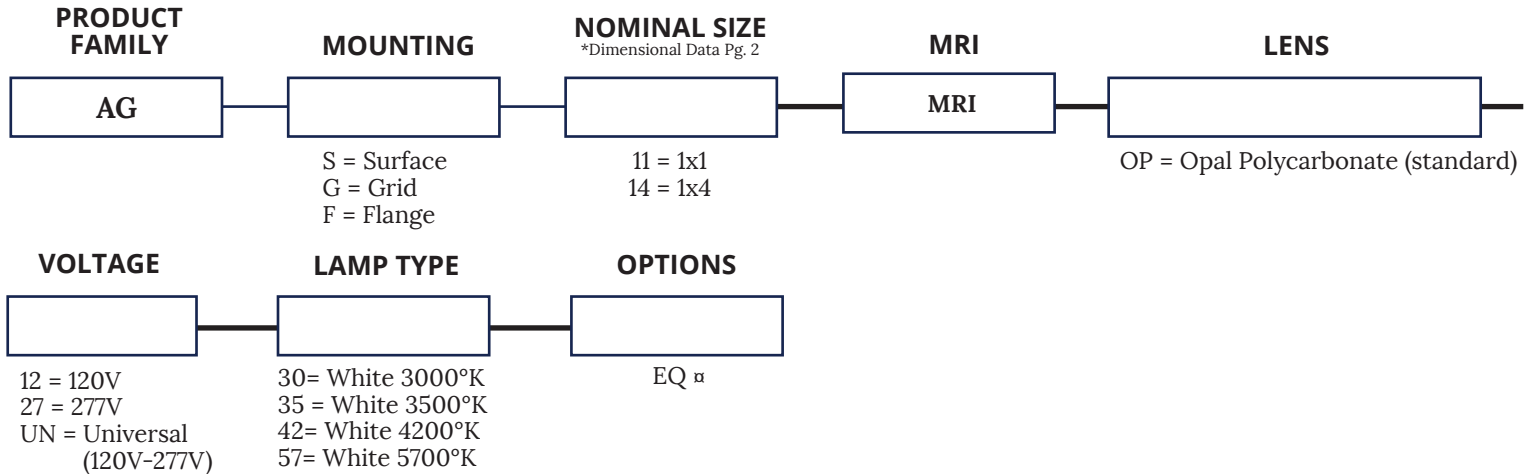 PRODUCT
FAMILY
MOUNTING
NOMINAL SIZE
*Dimensional Data Pg. 2
MRI
LENS
AG
MRI
S = Surface
G = Grid
F = Flange
11 = 1x1
14 = 1x4
OP = Opal Polycarbonate (standard)
VOLTAGE
LAMP TYPE
OPTIONS
12 = 120V
27 = 277V
UN = Universal
(120V-277V)
30= White 3000°K
35 = White 3500°K
42= White 4200°K
57= White 5700°K
EQ ¤